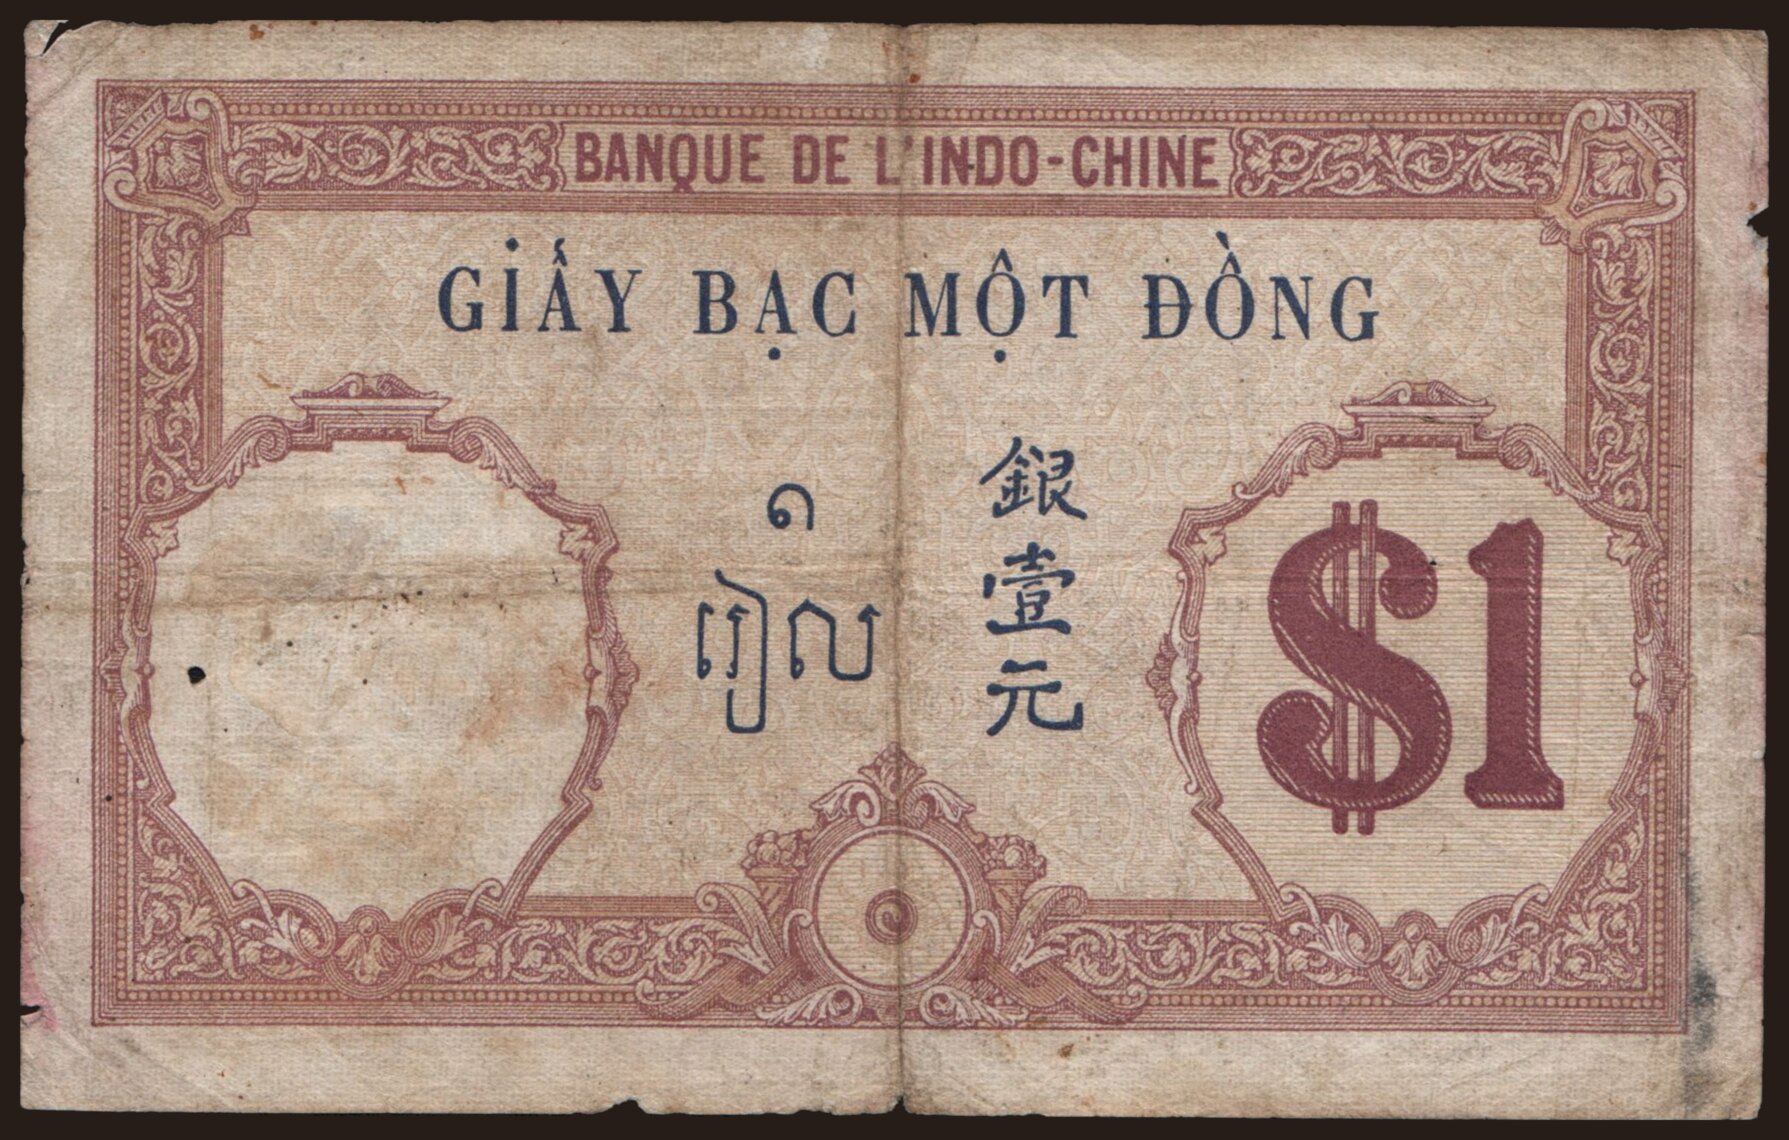 BANQUE DE L'INDO-CHINE
GIẤY BẠC MỘT ĐỒNG
១
រៀល
銀壹元
$1